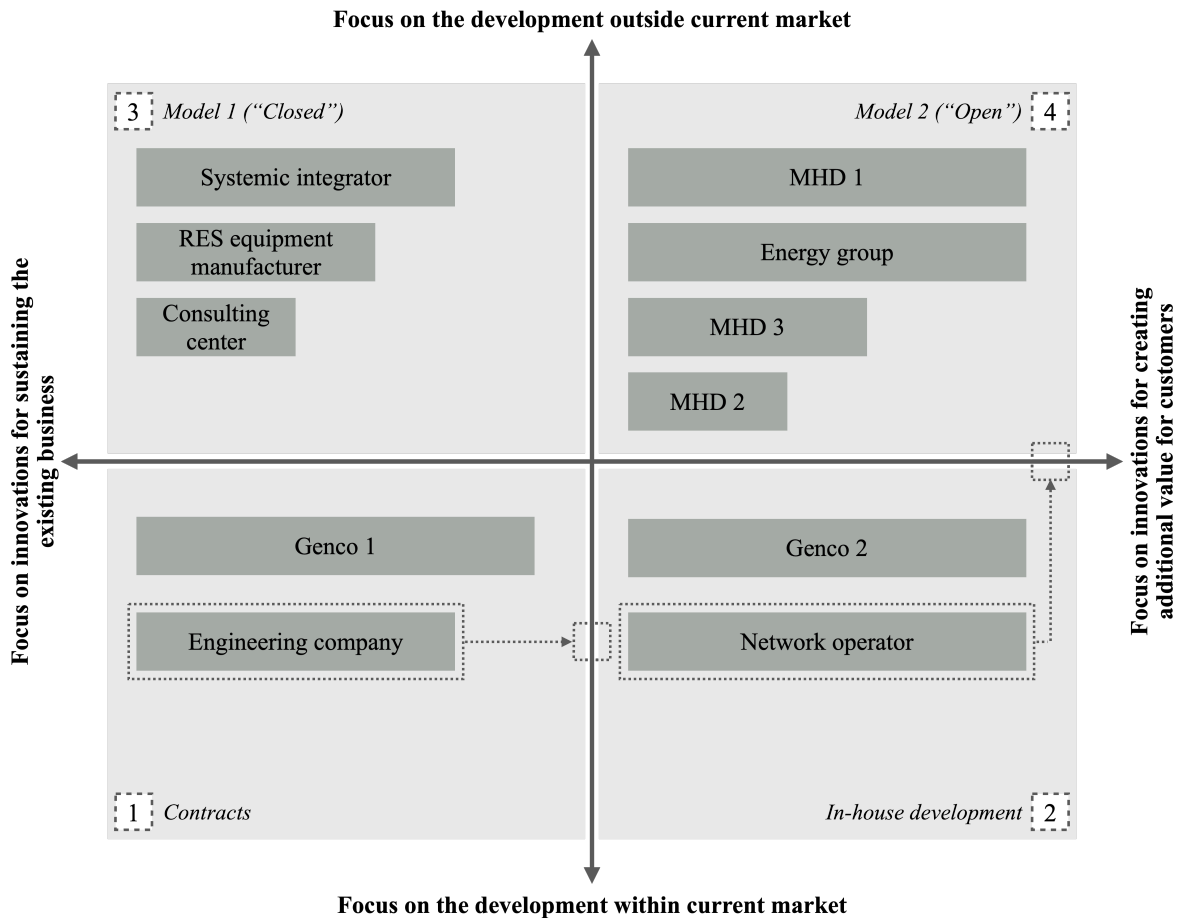 Focus on the development outside current market
3 Model 1 (“Closed”)
Model 2 (“Open”) 4
Systemic integrator
RES equipment
manufacturer
Consulting
center
MHD 1
Energy group
MHD 3
MHD 2
Focus on innovations for sustaining the
existing business
Focus on innovations for creating
additional value for customers
Genco 1
Engineering company
Genco 2
Network operator
1 Contracts
In-house development 2
Focus on the development within current market